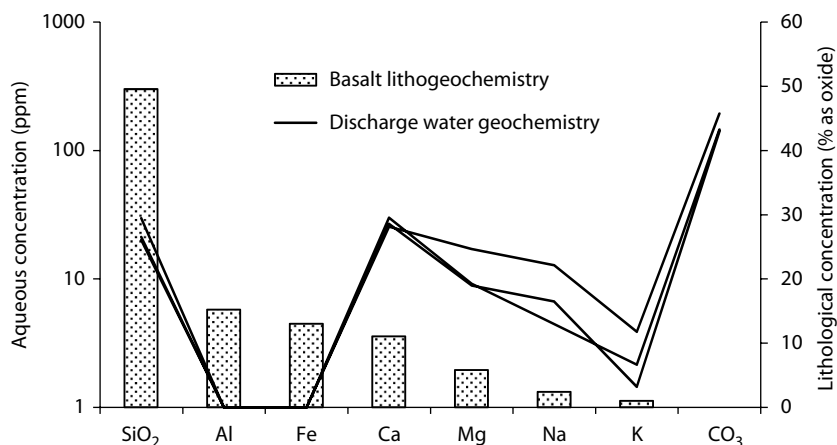 1000
100
10
1
Aqueous concentration (ppm)
Basalt lithogeochemistry
Discharge water geochemistry
60
50
40
30
20
10
0
Lithological concentration (% as oxide)
SiO₂ Al Fe Ca Mg Na K CO₃